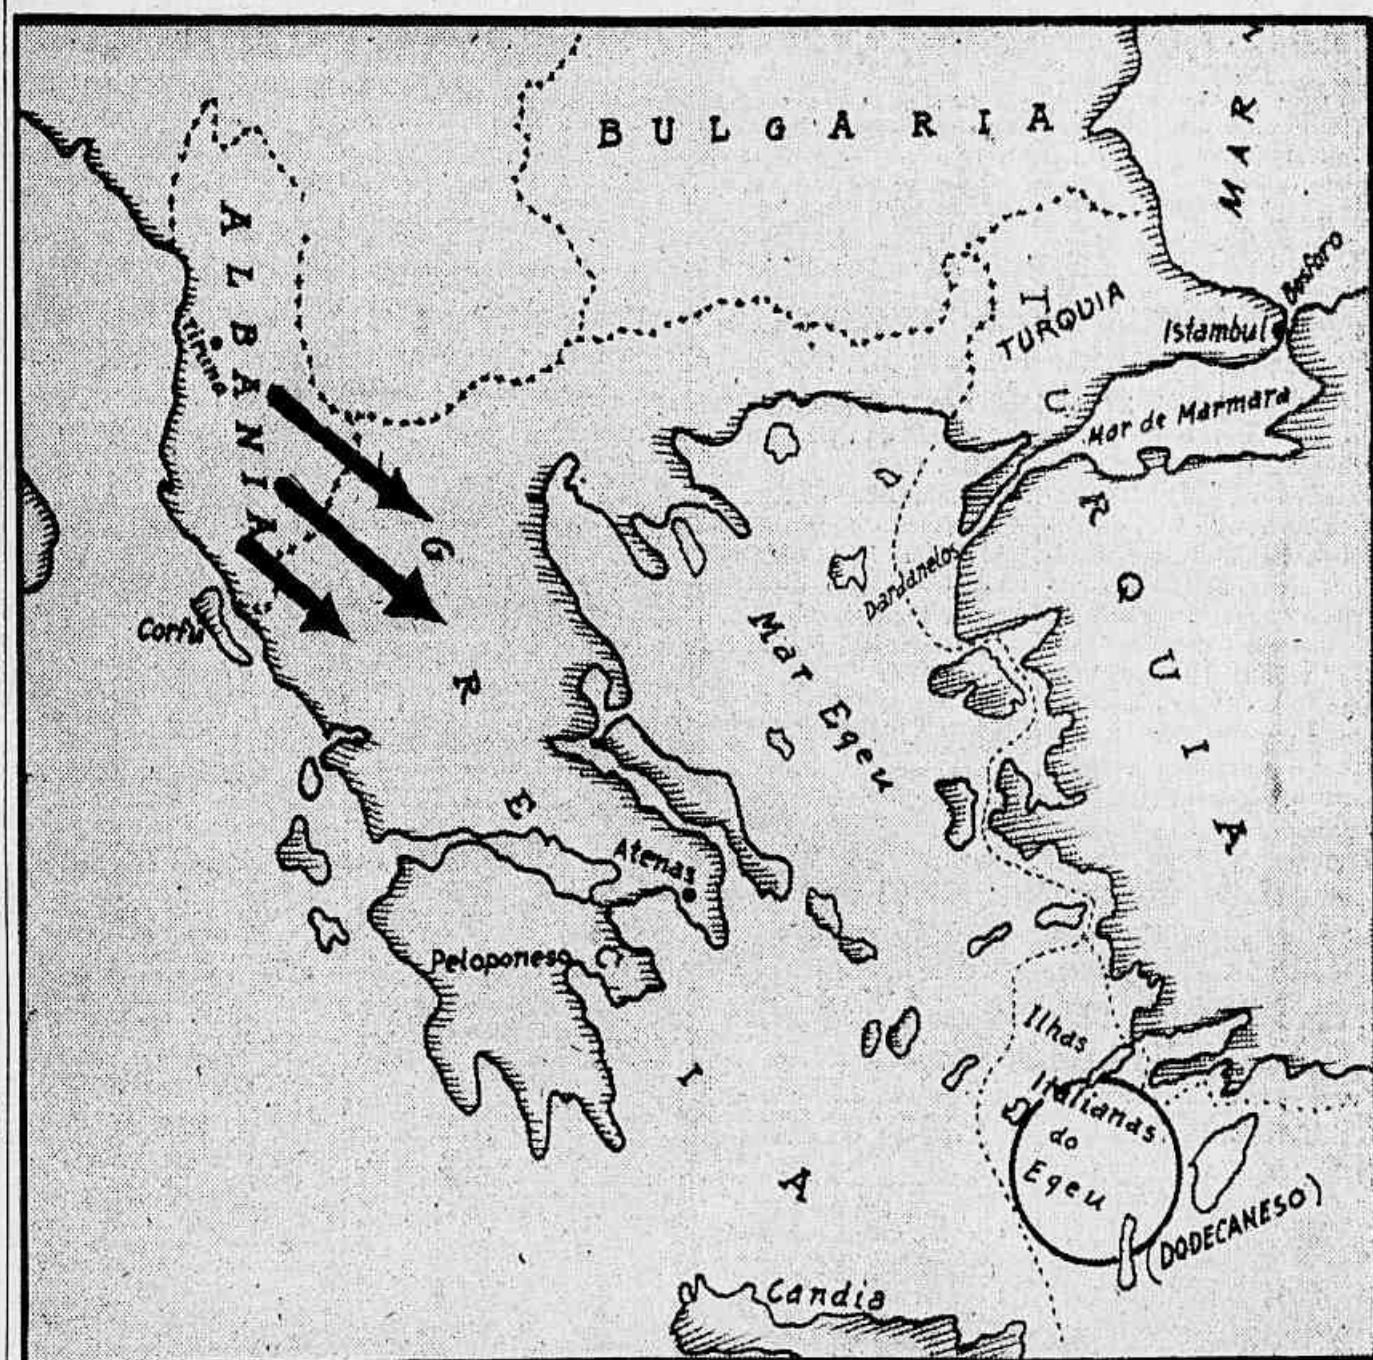 BULGARIA
MAR
ALBANIA
Tirana
Bosforo
TURQUIA
Istambul
Mar de Marmara
TURQUIA
GRECIA
Dardanelos
Corfu
Mar Egeu
Atenas
Peloponeso
Ilhas
Italianas
do
Egeu
(DODECANESO)
Candia